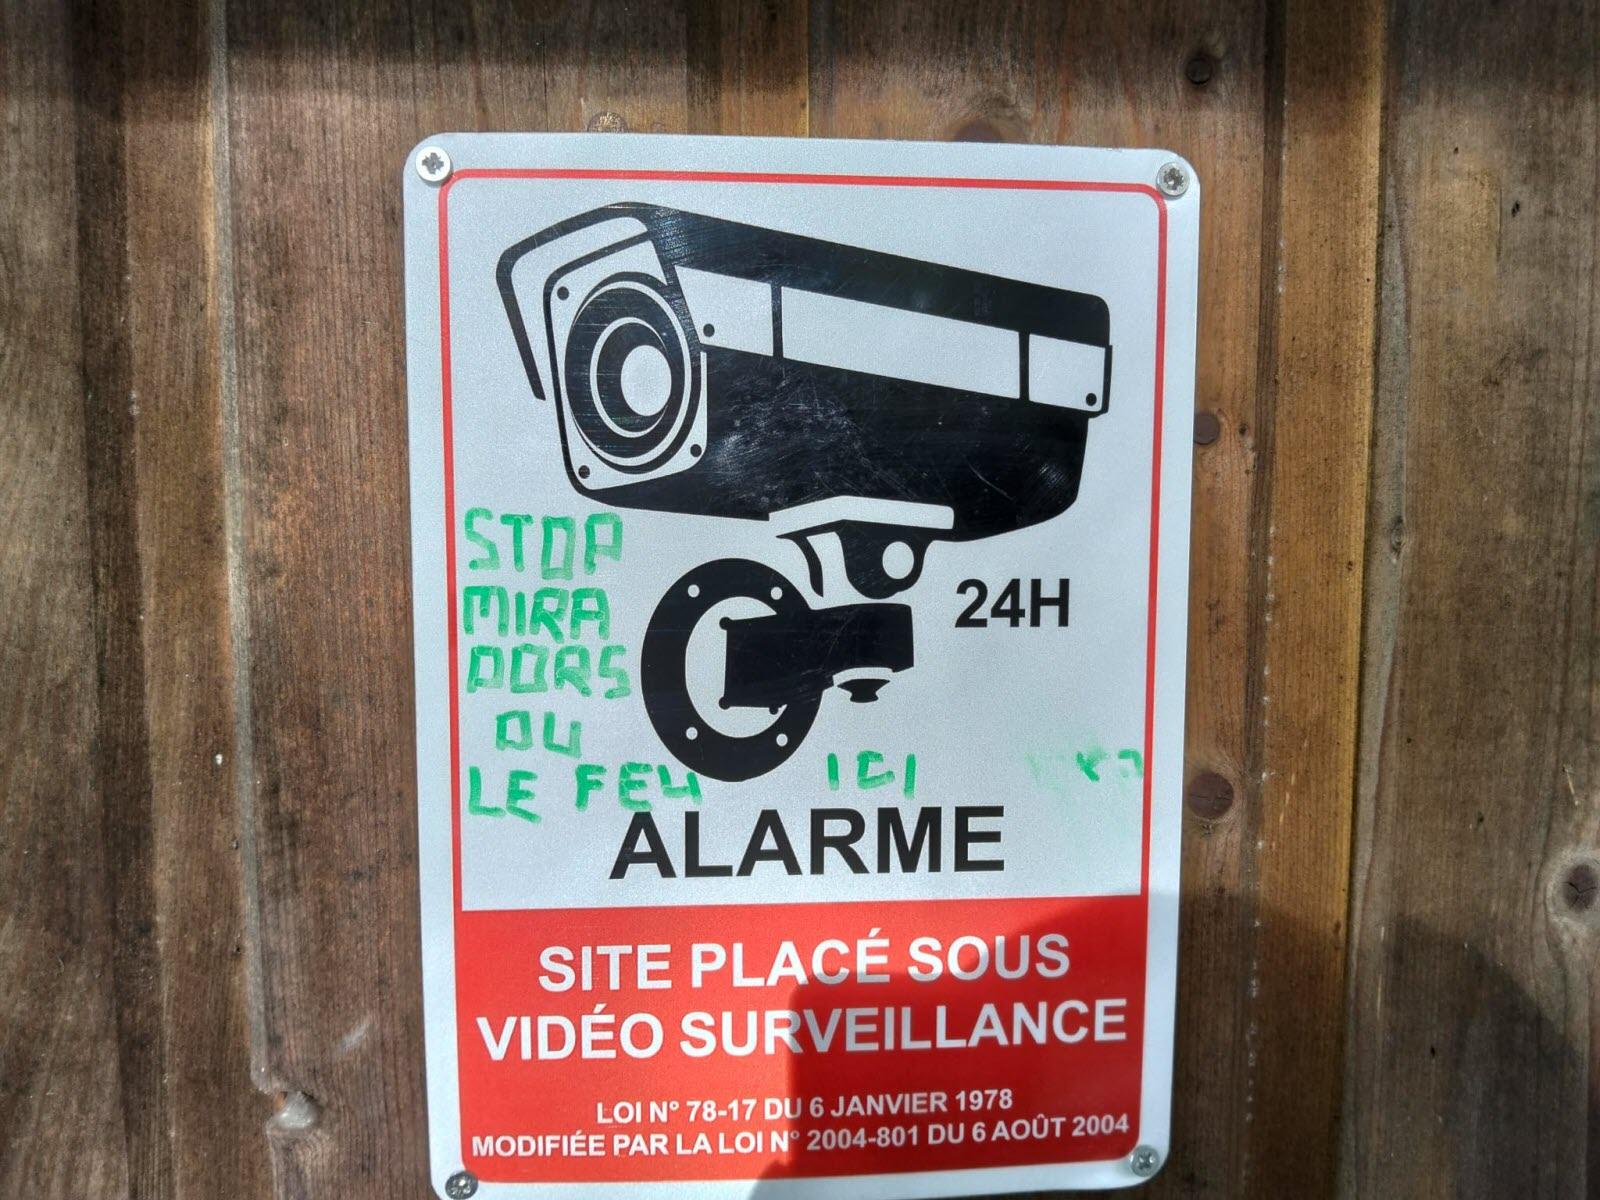 STOP
MIRA
DORS
OU
LE FEU ICI
24H
ALARME
SITE PLACÉ SOUS
VIDÉO SURVEILLANCE
LOI N° 78-17 DU 6 JANVIER 1978
MODIFIÉE PAR LA LOI N° 2004-801 DU 6 AOÛT 2004